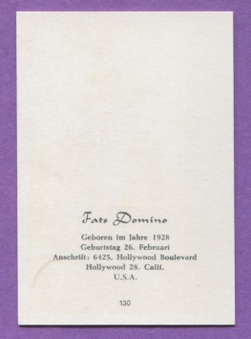 Fats Domino
Geboren im Jahre 1928
Geburtstag 26. Februari
Anschrift: 6425, Hollywood Boulevard
Hollywood 28. Calif.
U.S.A.
130